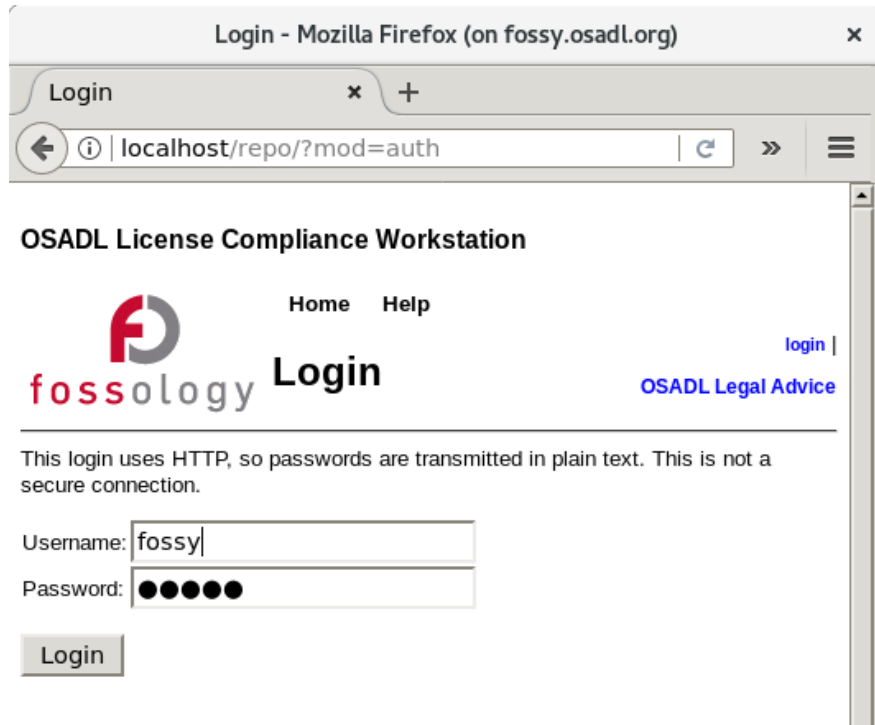 Login - Mozilla Firefox (on fossy.osadl.org)
Login
localhost/repo/?mod=auth
OSADL License Compliance Workstation
Home Help
login |
fossology
Login
OSADL Legal Advice
This login uses HTTP, so passwords are transmitted in plain text. This is not a
secure connection.
Username: fossy
Password: ●●●●●
Login